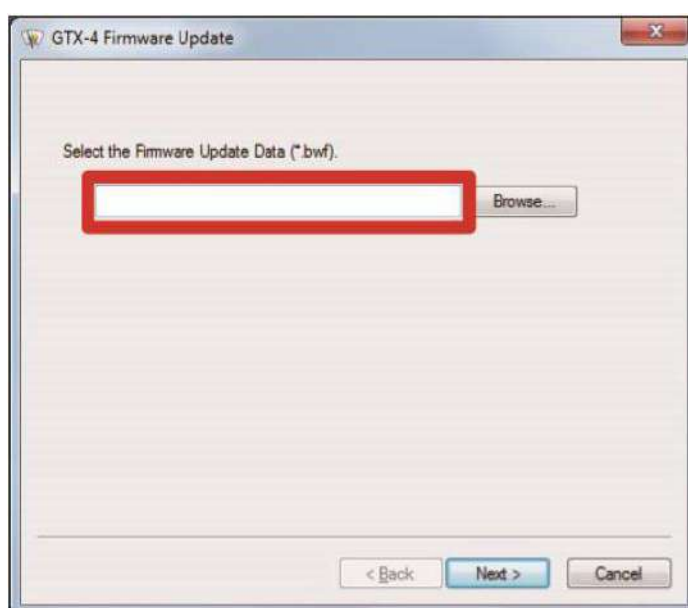 GTX-4 Firmware Update
Select the Firmware Update Data (*.bwf).
Browse...
< Back Next > Cancel